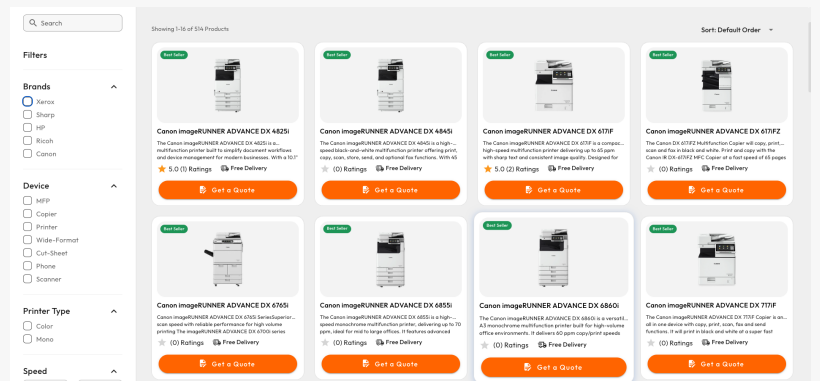 Search
Filters
Brands
Xerox
Sharp
HP
Ricoh
Canon
Device
MFP
Copier
Printer
Wide-Format
Cut-Sheet
Phone
Scanner
Printer Type
Color
Mono
Speed
Showing 1-16 of 514 Products
Sort: Default Order
Best Seller
Canon imageRUNNER ADVANCE DX 4825i
The Canon imageRUNNER ADVANCE DX 4825i is a...
multifunction printer built to simplify document workflows
and device management for modern businesses. With a 10.1"
5.0 (1) Ratings
Free Delivery
Get a Quote
Best Seller
Canon imageRUNNER ADVANCE DX 4845i
The Canon imageRUNNER ADVANCE DX 4845i is a high-...
speed black-and-white multifunction printer offering print,
copy, scan, store, send, and optional fax functions. With 45
(0) Ratings
Free Delivery
Get a Quote
Best Seller
Canon imageRUNNER ADVANCE DX 617iF
The Canon imageRUNNER ADVANCE DX 617iF is a compac...
high-speed multifunction printer delivering up to 65 ppm
with sharp text and consistent image quality. Designed for
5.0 (2) Ratings
Free Delivery
Get a Quote
Best Seller
Canon imageRUNNER ADVANCE DX 617iFZ
The Canon DX 617iFZ Multifunction Copier will copy, print...
scan and fax in black and white. Print and copy with the
Canon IR DX-617iFZ MFC Copier at a fast speed of 65 pages
(0) Ratings
Free Delivery
Get a Quote
Best Seller
Canon imageRUNNER ADVANCE DX 6765i
Canon imageRUNNER ADVANCE DX 6765i SeriesSuperior...
scan speed with reliable performance for high volume
printing The imageRUNNER ADVANCE DX 6700i series
(0) Ratings
Free Delivery
Get a Quote
Best Seller
Canon imageRUNNER ADVANCE DX 6855i
The Canon imageRUNNER ADVANCE DX 6855i is a high-...
speed monochrome multifunction printer, delivering up to 70
ppm, ideal for mid to large offices. It features advanced
(0) Ratings
Free Delivery
Get a Quote
Best Seller
Canon imageRUNNER ADVANCE DX 6860i
The Canon imageRUNNER ADVANCE DX 6860i is a versatil...
A3 monochrome multifunction printer built for high-volume
office environments. It delivers 60 ppm copy/print speeds
(0) Ratings
Free Delivery
Get a Quote
Best Seller
Canon imageRUNNER ADVANCE DX 717iF
The Canon imageRUNNER ADVANCE DX 717iF Copier is an...
all in one device with copy, print, scan, fax and send
functions. It will print in black and white at a super fast
(0) Ratings
Free Delivery
Get a Quote